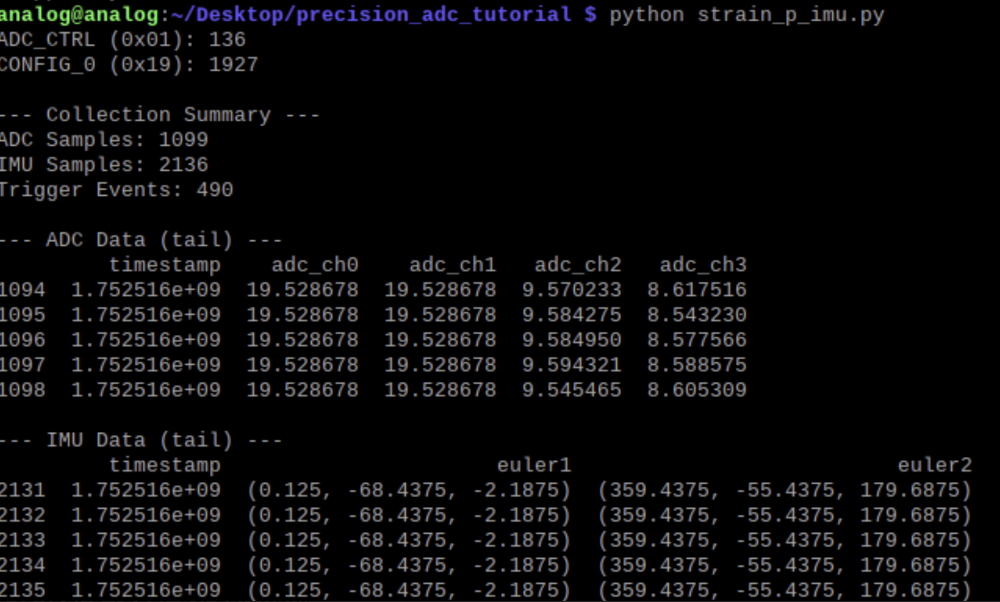 analog@analog:~/Desktop/precision_adc_tutorial $ python strain_p_imu.py
ADC_CTRL (0x01): 136
CONFIG_0 (0x19): 1927
--- Collection Summary ---
ADC Samples: 1099
IMU Samples: 2136
Trigger Events: 490
--- ADC Data (tail) ---
timestamp adc_ch0 adc_ch1 adc_ch2 adc_ch3
1094 1.752516e+09 19.528678 19.528678 9.570233 8.617516
1095 1.752516e+09 19.528678 19.528678 9.584275 8.543230
1096 1.752516e+09 19.528678 19.528678 9.584950 8.577566
1097 1.752516e+09 19.528678 19.528678 9.594321 8.588575
1098 1.752516e+09 19.528678 19.528678 9.545465 8.605309
--- IMU Data (tail) ---
timestamp euler1 euler2
2131 1.752516e+09 (0.125, -68.4375, -2.1875) (359.4375, -55.4375, 179.6875)
2132 1.752516e+09 (0.125, -68.4375, -2.1875) (359.4375, -55.4375, 179.6875)
2133 1.752516e+09 (0.125, -68.4375, -2.1875) (359.4375, -55.4375, 179.6875)
2134 1.752516e+09 (0.125, -68.4375, -2.1875) (359.4375, -55.4375, 179.6875)
2135 1.752516e+09 (0.125, -68.4375, -2.1875) (359.4375, -55.4375, 179.6875)